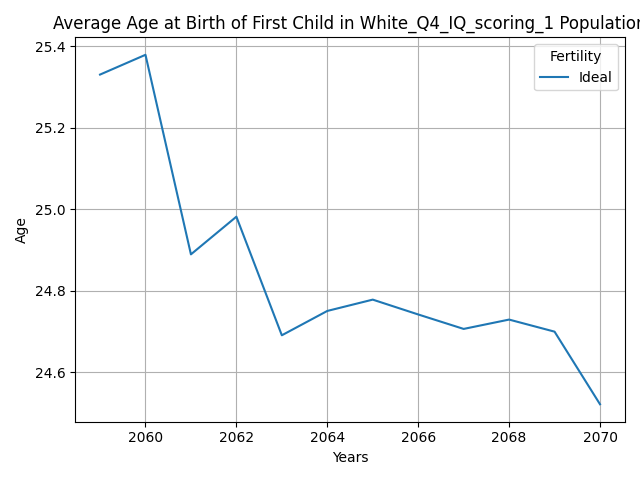 Average Age at Birth of First Child in White_Q4_IQ_scoring_1 Population
25.4
25.2
25.0
24.8
24.6
Age
Fertility
Ideal
2060 2062 2064 2066 2068 2070
Years